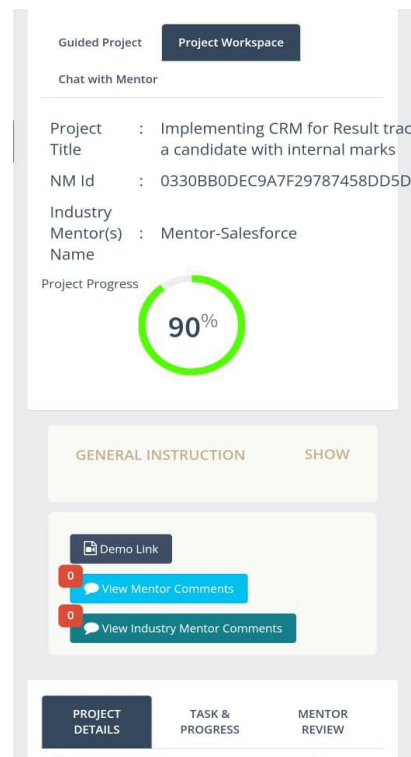 Guided Project
Project Workspace
Chat with Mentor
Project Title : Implementing CRM for Result trac
a candidate with internal marks
NM Id : 0330BB0DEC9A7F29787458DD5D
Industry Mentor(s) Name : Mentor-Salesforce
Project Progress
90%
GENERAL INSTRUCTION SHOW
Demo Link
0
View Mentor Comments
0
View Industry Mentor Comments
PROJECT DETAILS
TASK & PROGRESS
MENTOR REVIEW